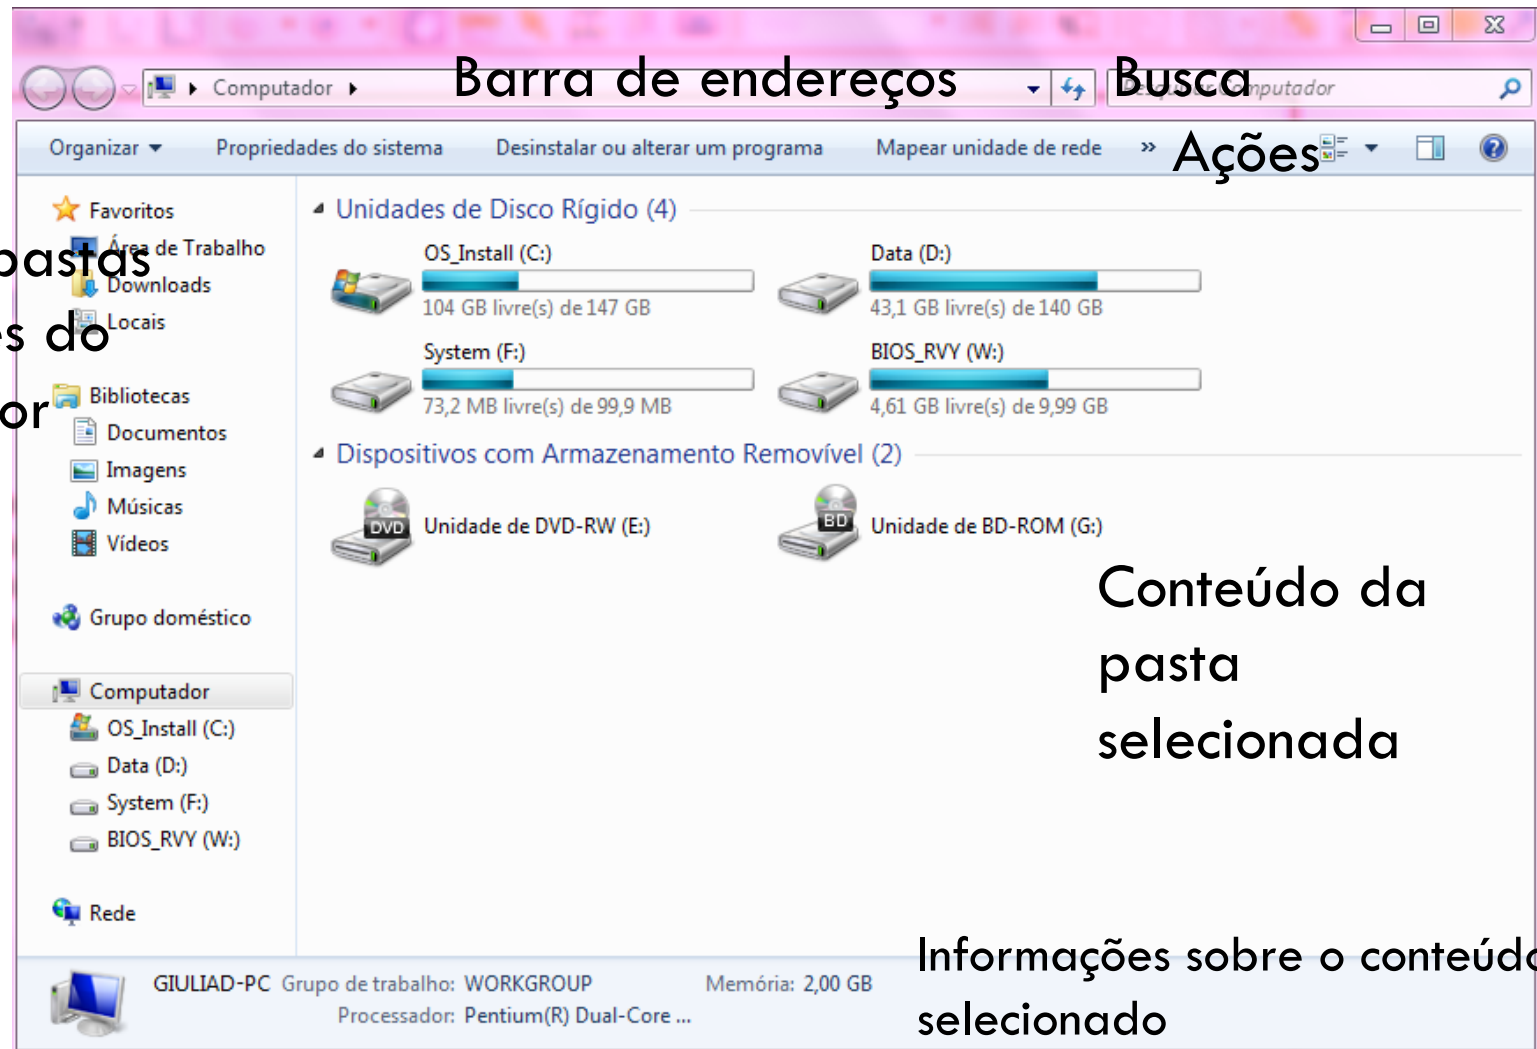 Barra de endereços
Busca
Computador
Computador
Organizar
Propriedades do sistema
Desinstalar ou alterar um programa
Mapear unidade de rede
»
Ações
Favoritos
Área de Trabalho
Downloads
Locais
pastas
do
Bibliotecas
Documentos
Imagens
Músicas
Vídeos
Grupo doméstico
Computador
OS_Install (C:)
Data (D:)
System (F:)
BIOS_RVY (W:)
Rede
Unidades de Disco Rígido (4)
OS_Install (C:)
104 GB livre(s) de 147 GB
Data (D:)
43,1 GB livre(s) de 140 GB
System (F:)
73,2 MB livre(s) de 99,9 MB
BIOS_RVY (W:)
4,61 GB livre(s) de 9,99 GB
Dispositivos com Armazenamento Removível (2)
DVD
Unidade de DVD-RW (E:)
BD
Unidade de BD-ROM (G:)
Conteúdo da
pasta
selecionada
GIULIAD-PC Grupo de trabalho: WORKGROUP Memória: 2,00 GB
Processador: Pentium(R) Dual-Core ...
Informações sobre o conteúdo
selecionado